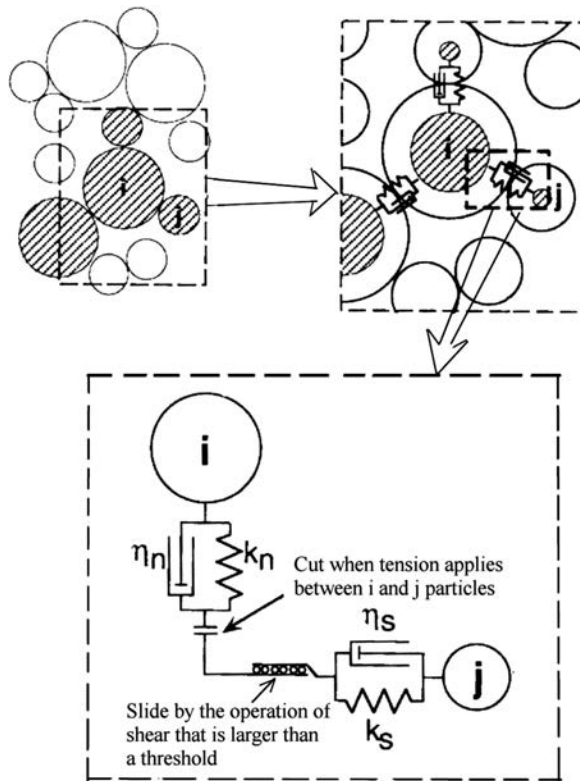 i
j
i
j
i
ηn
kn
Cut when tension applies
between i and j particles
ηs
j
Slide by the operation of
shear that is larger than
a threshold
ks